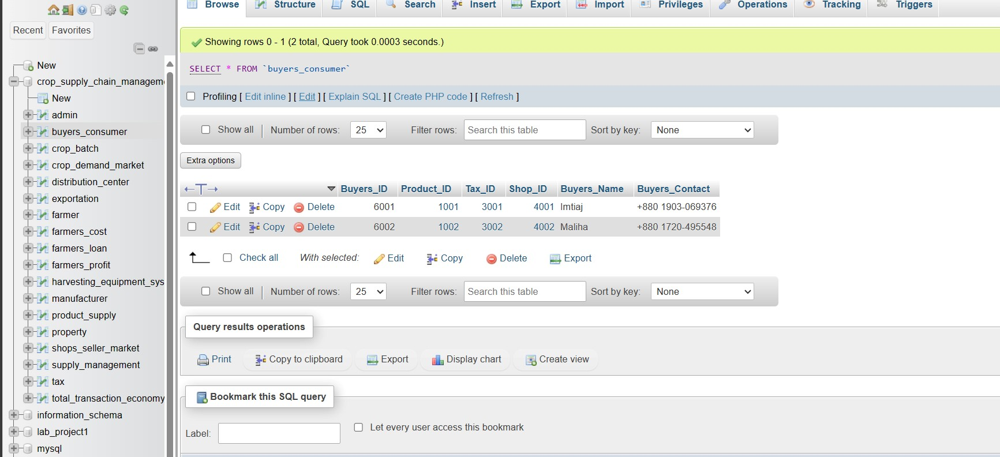 Recent Favorites
New
crop_supply_chain_managem
New
admin
buyers_consumer
crop_batch
crop_demand_market
distribution_center
exportation
farmer
farmers_cost
farmers_loan
farmers_profit
harvesting_equipment_sys
manufacturer
product_supply
property
shops_seller_market
supply_management
tax
total_transaction_economy
information_schema
lab_project1
mysql
Browse Structure SQL Search Insert Export Import Privileges Operations Tracking Triggers
Showing rows 0 - 1 (2 total, Query took 0.0003 seconds.)
SELECT * FROM `buyers_consumer`
Profiling [ Edit inline ] [ Edit ] [ Explain SQL ] [ Create PHP code ] [ Refresh ]
Show all Number of rows: 25 Filter rows: Search this table Sort by key: None
Extra options
Buyers_ID Product_ID Tax_ID Shop_ID Buyers_Name Buyers_Contact
Edit Copy Delete 6001 1001 3001 4001 Imtiaj +880 1903-069376
Edit Copy Delete 6002 1002 3002 4002 Maliha +880 1720-495548
Check all With selected: Edit Copy Delete Export
Show all Number of rows: 25 Filter rows: Search this table Sort by key: None
Query results operations
Print Copy to clipboard Export Display chart Create view
Bookmark this SQL query
Label: Let every user access this bookmark